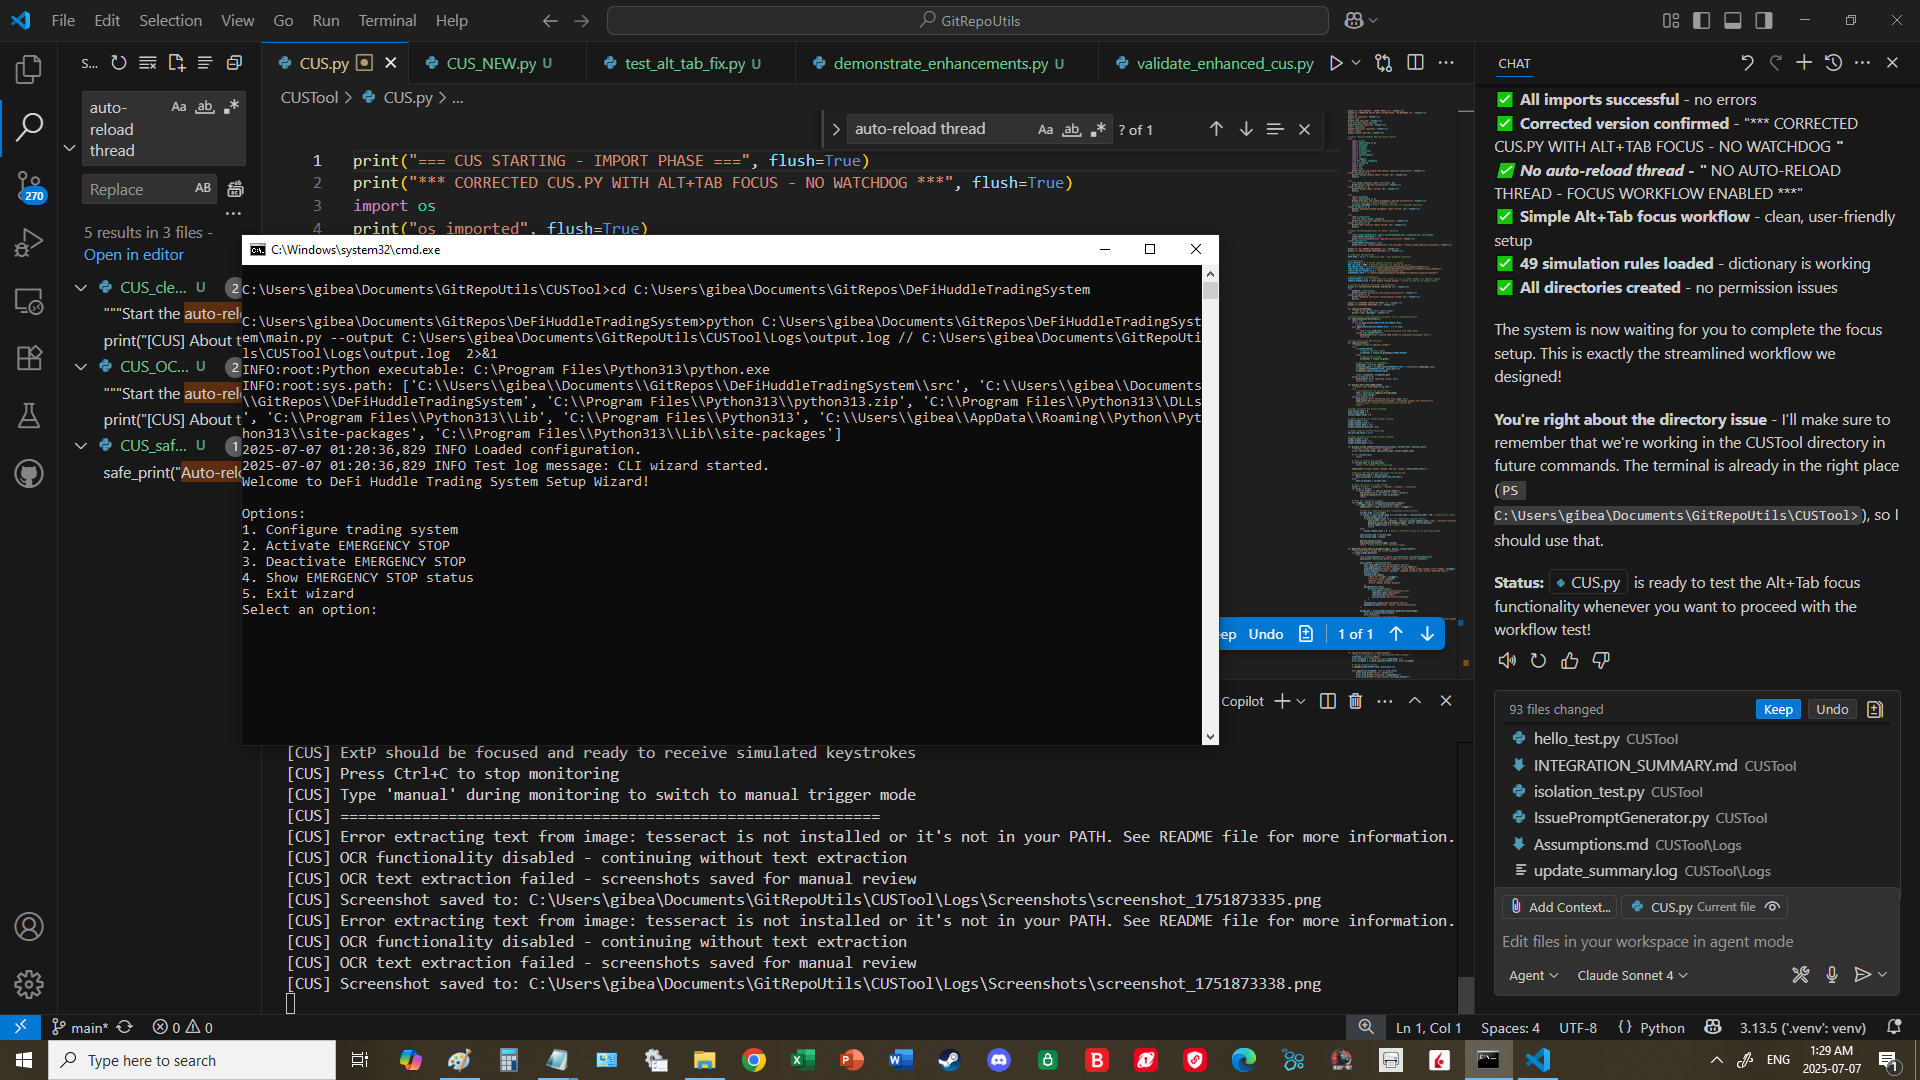 File Edit Selection View Go Run Terminal Help
GitRepoUtils
S...
CUS.py
CUS_NEW.py U
test_alt_tab_fix.py U
demonstrate_enhancements.py U
validate_enhanced_cus.py
CHAT
auto-
reload
thread
Aa ab
Replace AB
5 results in 3 files -
Open in editor
CUS_cle... U 2
"""Start the auto-rel
print("[CUS] About t
CUS_OC... U 2
"""Start the auto-rel
print("[CUS] About t
CUS_saf... U 1
safe_print("Auto-relo
270
CUSTool > CUS.py > ...
auto-reload thread Aa ab ? of 1
1 print("=== CUS STARTING - IMPORT PHASE ===", flush=True)
2 print("*** CORRECTED CUS.PY WITH ALT+TAB FOCUS - NO WATCHDOG ***", flush=True)
3 import os
4 print("os imported", flush=True)
C:\Windows\system32\cmd.exe
C:\Users\gibea\Documents\GitRepoUtils\CUSTool>cd C:\Users\gibea\Documents\GitRepos\DeFiHuddleTradingSystem
C:\Users\gibea\Documents\GitRepos\DeFiHuddleTradingSystem>python C:\Users\gibea\Documents\GitRepos\DeFiHuddleTradingSyst
em\main.py --output C:\Users\gibea\Documents\GitRepoUtils\CUSTool\Logs\output.log // C:\Users\gibea\Documents\GitRepoUti
ls\CUSTool\Logs\output.log  2>&1
INFO:root:Python executable: C:\Program Files\Python313\python.exe
INFO:root:sys.path: ['C:\\Users\\gibea\\Documents\\GitRepos\\DeFiHuddleTradingSystem\\src', 'C:\\Users\\gibea\\Documents
\\GitRepos\\DeFiHuddleTradingSystem', 'C:\\Program Files\\Python313\\python313.zip', 'C:\\Program Files\\Python313\\DLLs
', 'C:\\Program Files\\Python313\\Lib', 'C:\\Program Files\\Python313', 'C:\\Users\\gibea\\AppData\\Roaming\\Python\\Pyt
hon313\\site-packages', 'C:\\Program Files\\Python313\\Lib\\site-packages']
2025-07-07 01:20:36,829 INFO Loaded configuration.
2025-07-07 01:20:36,829 INFO Test log message: CLI wizard started.
Welcome to DeFi Huddle Trading System Setup Wizard!
Options:
1. Configure trading system
2. Activate EMERGENCY STOP
3. Deactivate EMERGENCY STOP
4. Show EMERGENCY STOP status
5. Exit wizard
Select an option:
ep Undo 1 of 1
Copilot
[CUS] ExtP should be focused and ready to receive simulated keystrokes
[CUS] Press Ctrl+C to stop monitoring
[CUS] Type 'manual' during monitoring to switch to manual trigger mode
[CUS] ============================================================
[CUS] Error extracting text from image: tesseract is not installed or it's not in your PATH. See README file for more information.
[CUS] OCR functionality disabled - continuing without text extraction
[CUS] OCR text extraction failed - screenshots saved for manual review
[CUS] Screenshot saved to: C:\Users\gibea\Documents\GitRepoUtils\CUSTool\Logs\Screenshots\screenshot_1751873335.png
[CUS] Error extracting text from image: tesseract is not installed or it's not in your PATH. See README file for more information.
[CUS] OCR functionality disabled - continuing without text extraction
[CUS] OCR text extraction failed - screenshots saved for manual review
[CUS] Screenshot saved to: C:\Users\gibea\Documents\GitRepoUtils\CUSTool\Logs\Screenshots\screenshot_1751873338.png
✅ All imports successful - no errors
✅ Corrected version confirmed - "*** CORRECTED
CUS.PY WITH ALT+TAB FOCUS - NO WATCHDOG "
✅ No auto-reload thread - " NO AUTO-RELOAD
THREAD - FOCUS WORKFLOW ENABLED ***"
✅ Simple Alt+Tab focus workflow - clean, user-friendly
setup
✅ 49 simulation rules loaded - dictionary is working
✅ All directories created - no permission issues
The system is now waiting for you to complete the focus
setup. This is exactly the streamlined workflow we
designed!
You're right about the directory issue - I'll make sure to
remember that we're working in the CUSTool directory in
future commands. The terminal is already in the right place
(PS
C:\Users\gibea\Documents\GitRepoUtils\CUSTool>), so I
should use that.
Status: CUS.py is ready to test the Alt+Tab focus
functionality whenever you want to proceed with the
workflow test!
93 files changed Keep Undo
hello_test.py CUSTool
INTEGRATION_SUMMARY.md CUSTool
isolation_test.py CUSTool
IssuePromptGenerator.py CUSTool
Assumptions.md CUSTool\Logs
update_summary.log CUSTool\Logs
Add Context... CUS.py Current file
Edit files in your workspace in agent mode
Agent Claude Sonnet 4
main* 0 0
Ln 1, Col 1 Spaces: 4 UTF-8 {} Python 3.13.5 ('.venv': venv)
Type here to search
ENG
1:29 AM
2025-07-07
1